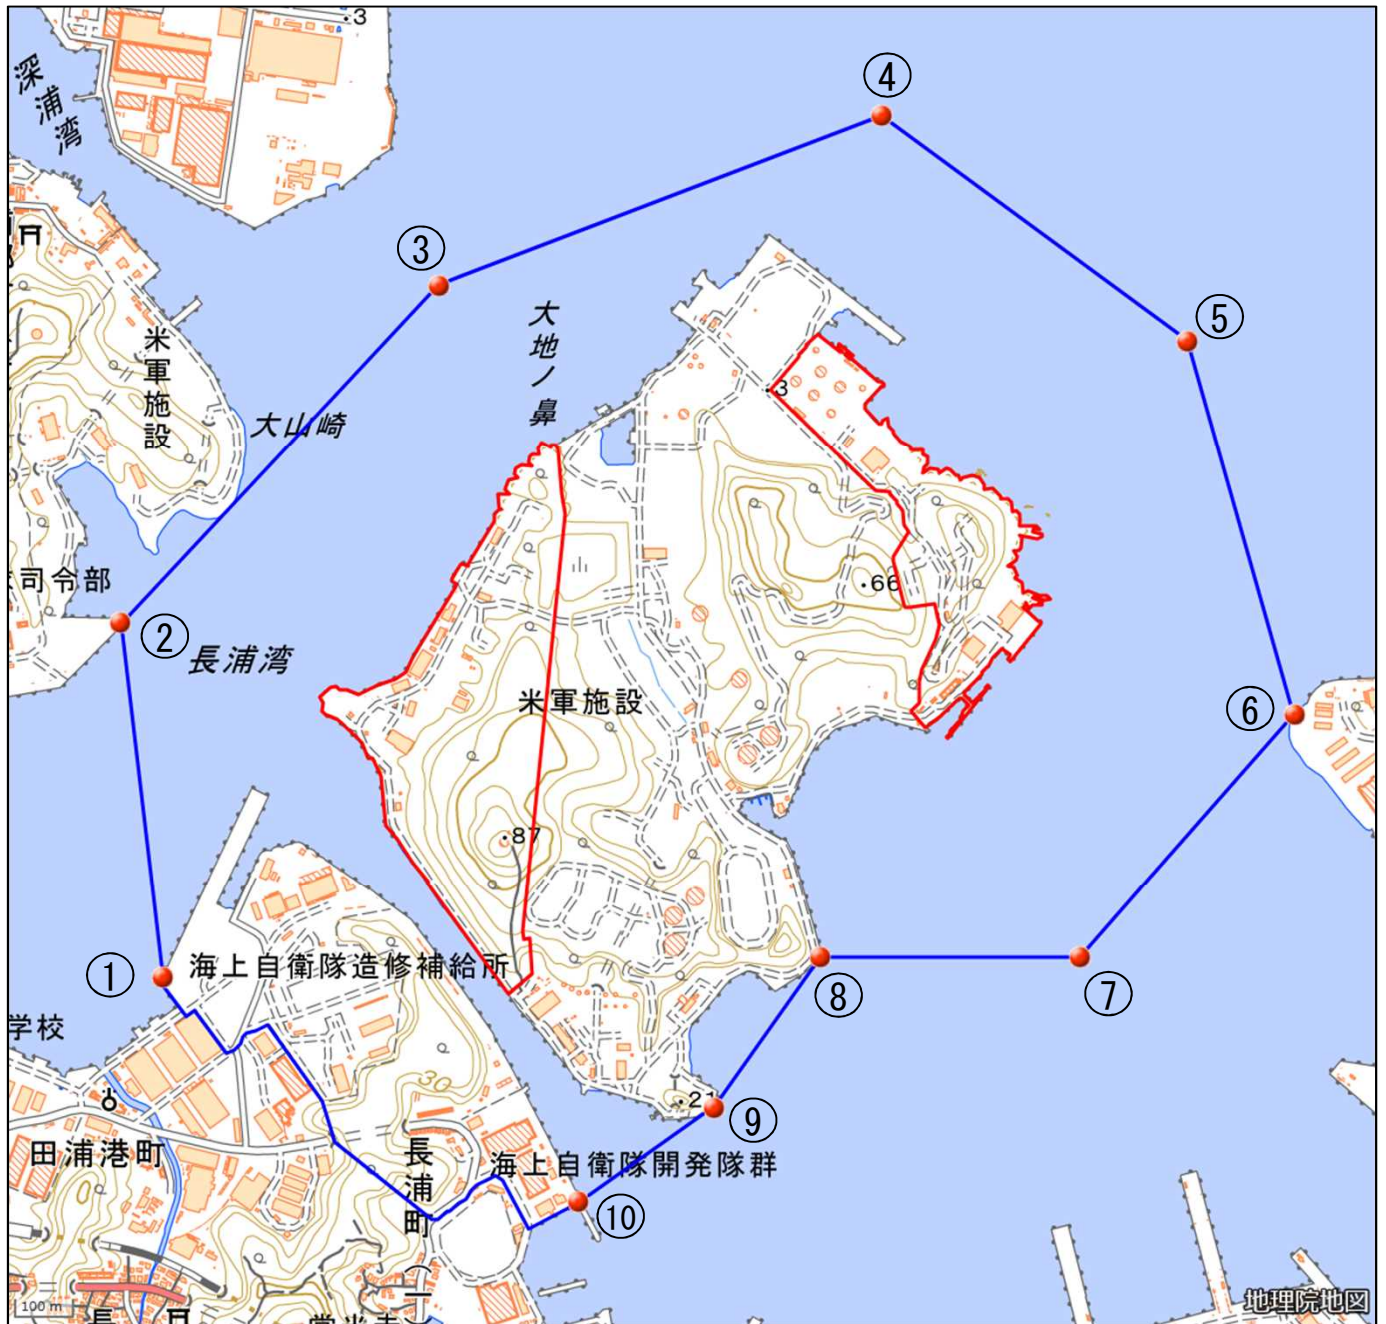 3
④
深浦湾
③
大地ノ鼻
⑤
米軍施設
大山崎
3
司令部
66
②
長浦湾
米軍施設
⑥
87
①
海上自衛隊造修補給所
⑧
⑦
学校
30
21
⑨
田浦港町
長浦町(一)
海上自衛隊開発隊群
⑩
100 m
長
地理院地図